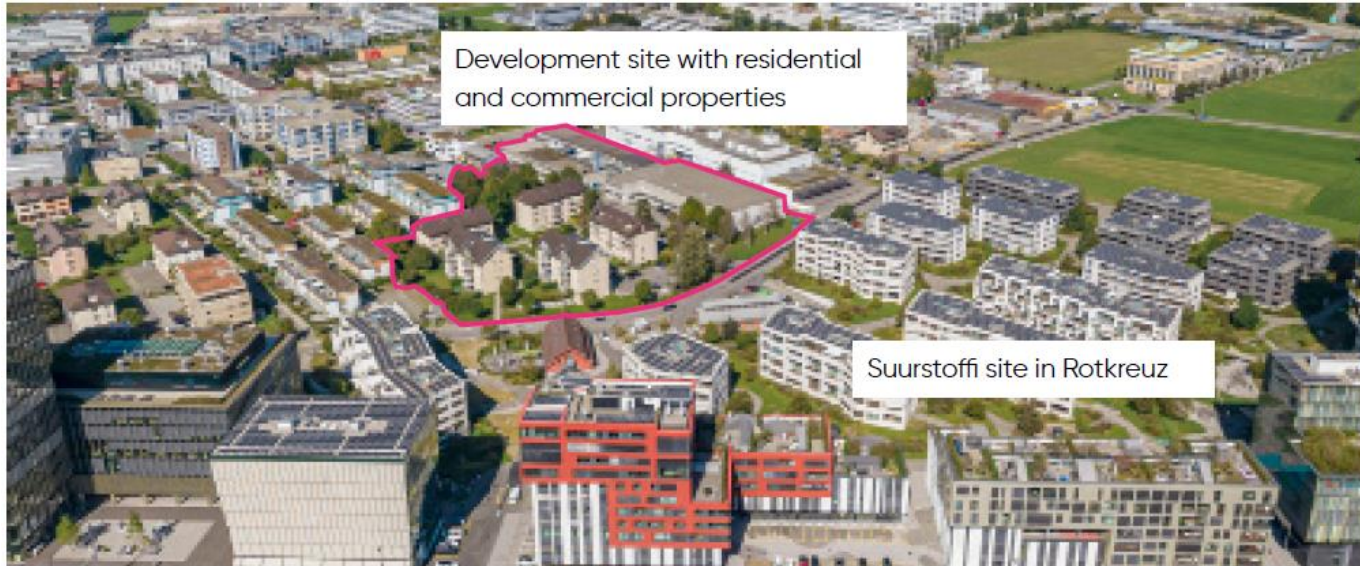 Development site with residential
and commercial properties
Suurstoffi site in Rotkreuz